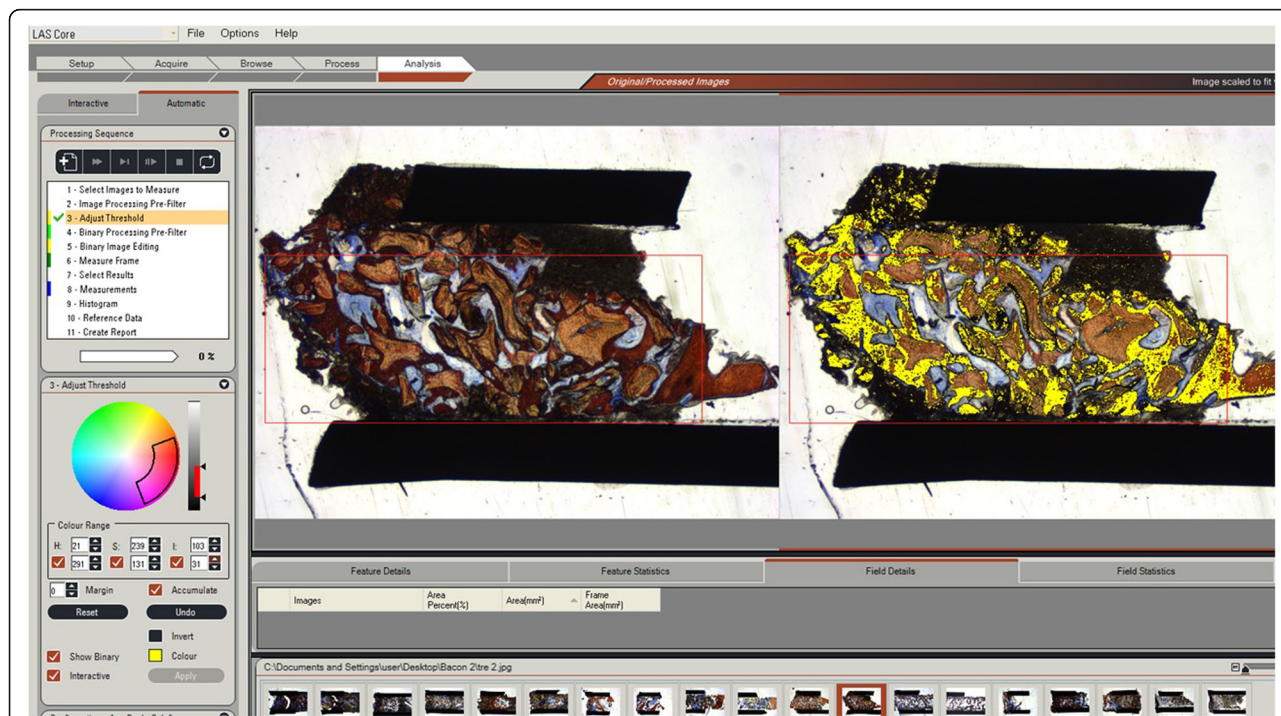 LAS Core File Options Help
Setup Acquire Browse Process Analysis
Original/Processed Images Image scaled to fit
Interactive Automatic
Processing Sequence
1 - Select Images to Measure
2 - Image Processing Pre-Filter
3 - Adjust Threshold
4 - Binary Processing Pre-Filter
5 - Binary Image Editing
6 - Measure Frame
7 - Select Results
8 - Measurements
9 - Histogram
10 - Reference Data
11 - Create Report
0 %
3 - Adjust Threshold
Colour Range
H: 21 S: 239 I: 103
291 131 31
0 Margin Accumulate
Reset Undo
Invert
Show Binary Colour
Interactive Apply
Feature Details Feature Statistics Field Details Field Statistics
Images Area Percent(%) Area(mm²) Frame Area(mm²)
C:\Documents and Settings\user\Desktop\Bacon 2\tre 2.jpg